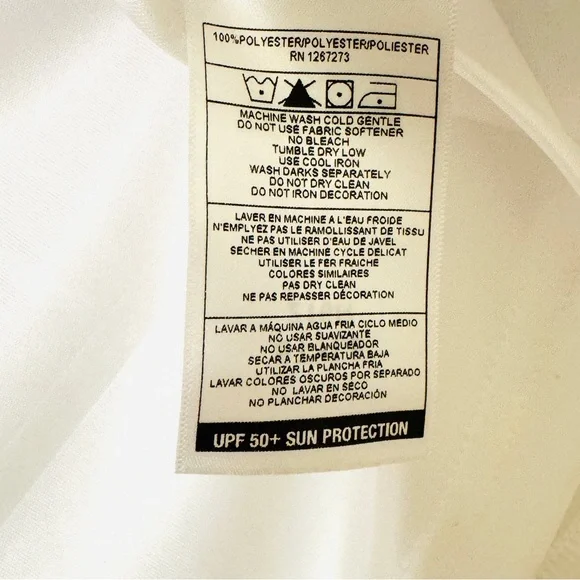 100%POLYESTER/POLYESTER/POLIESTER
RN 1267273
MACHINE WASH COLD GENTLE
DO NOT USE FABRIC SOFTENER
NO BLEACH
TUMBLE DRY LOW
USE COOL IRON
WASH DARKS SEPARATELY
DO NOT DRY CLEAN
DO NOT IRON DECORATION
LAVER EN MACHINE A L'EAU FROIDE
N'EMPLYEZ PAS LE RAMOLLISSANT DE TISSU
NE PAS UTILISER D'EAU DE JAVEL
SECHER EN MACHINE CYCLE DELICAT
UTILISER LE FER FRAICHE
COLORES SIMILAIRES
PAS DRY CLEAN
NE PAS REPASSER DÉCORATION
LAVAR A MÁQUINA AGUA FRIA CICLO MEDIO
NO USAR SUAVIZANTE
NO USAR BLANQUEADOR
SECAR A TEMPERATURA BAJA
UTILIZAR LA PLANCHA FRIA
LAVAR COLORES OSCUROS POR SEPARADO
NO LAVAR EN SECO
NO PLANCHAR DECORACIÓN
UPF 50+ SUN PROTECTION